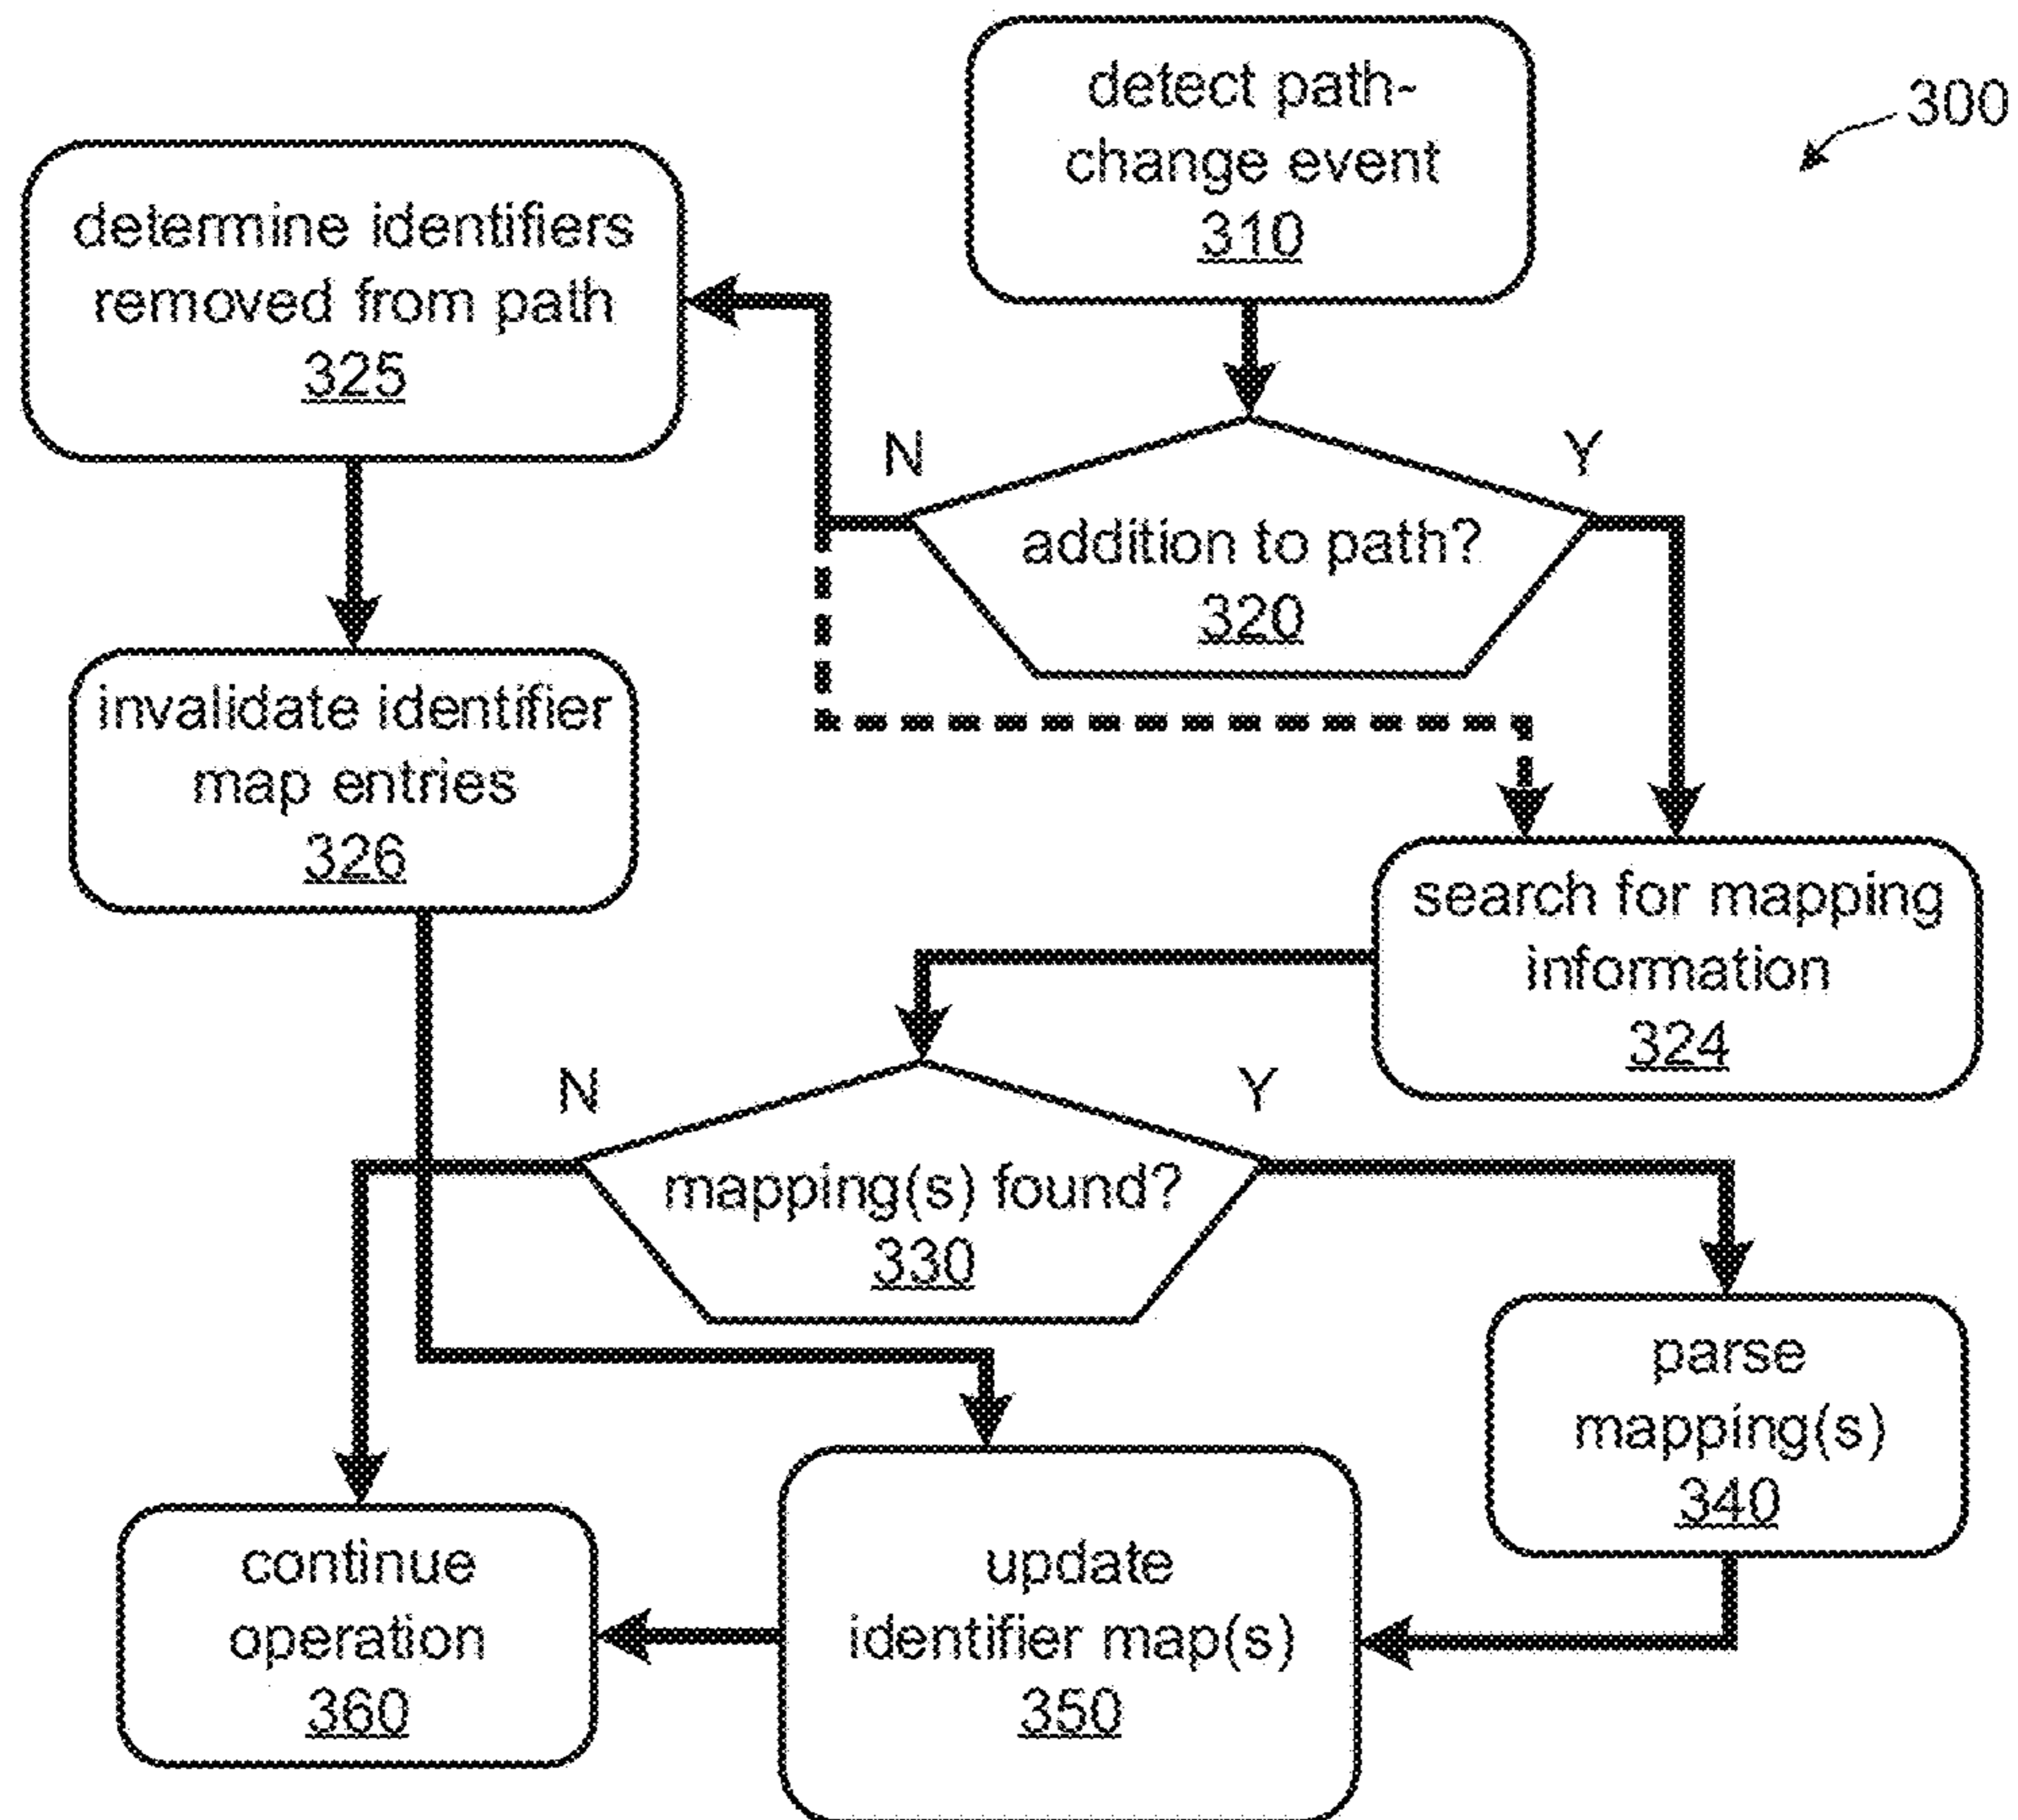 detect path-
change event
310
300
determine identifiers
removed from path
325
N
Y
addition to path?
320
invalidate identifier
map entries
326
search for mapping
information
324
N
Y
mapping(s) found?
330
parse
mapping(s)
340
continue
operation
360
update
identifier map(s)
350